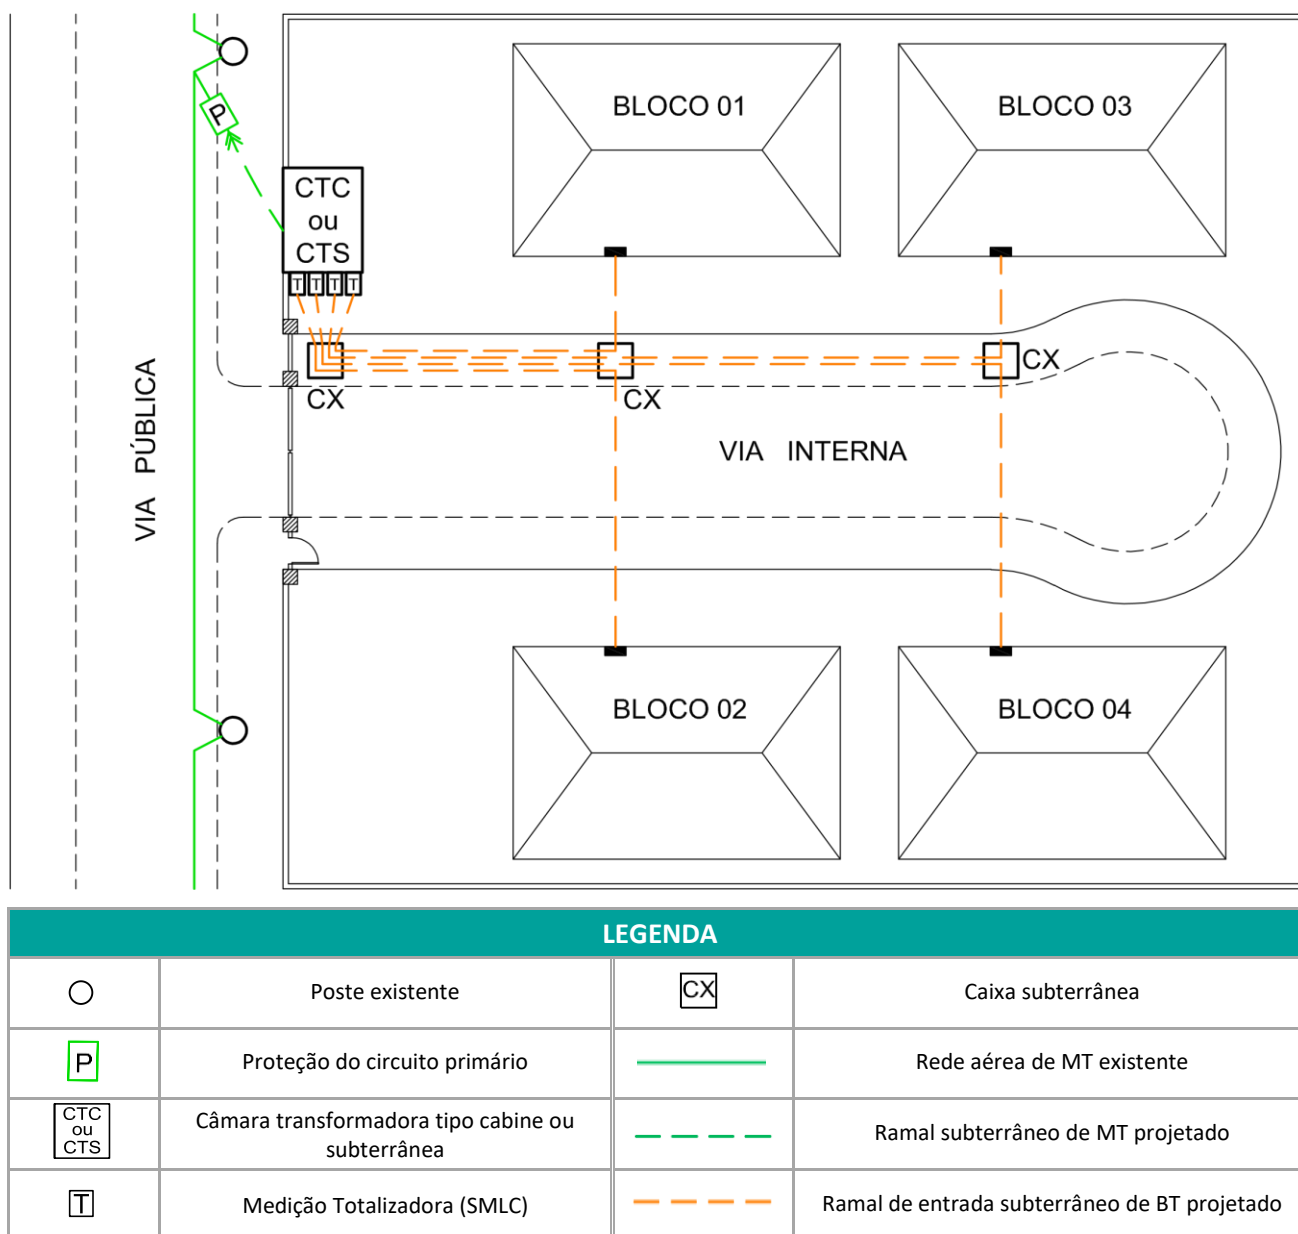 BLOCO 01
BLOCO 03
P
CTC
ou
CTS
T T T T
CX
CX
CX
VIA PÚBLICA
VIA INTERNA
BLOCO 02
BLOCO 04
LEGENDA
Poste existente
CX
Caixa subterrânea
P
Proteção do circuito primário
Rede aérea de MT existente
CTC
ou
CTS
Câmara transformadora tipo cabine ou
subterrânea
Ramal subterrâneo de MT projetado
T
Medição Totalizadora (SMLC)
Ramal de entrada subterrâneo de BT projetado